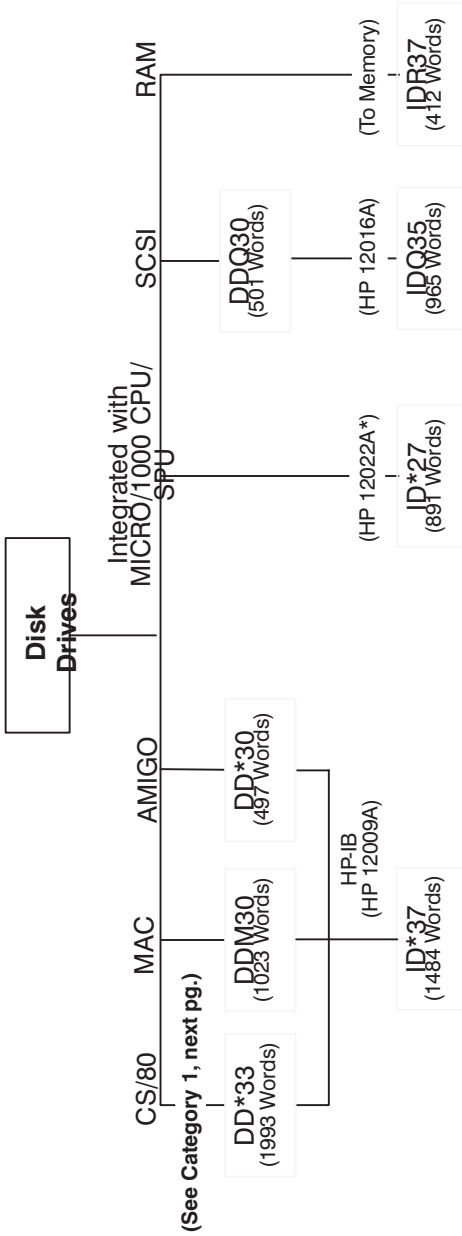 Disk
Drives
CS/80
MAC
AMIGO
Integrated with
MICRO/1000 CPU/
SPU
SCSI
RAM
(See Category 1, next pg.)
DD*33
(1993 Words)
DDM30
(1023 Words)
DD*30
(497 Words)
DDQ30
(501 Words)
HP-IB
(HP 12009A)
(HP 12022A*)
(HP 12016A)
(To Memory)
ID*37
(1484 Words)
ID*27
(891 Words)
IDQ35
(965 Words)
IDR37
(412 Words)